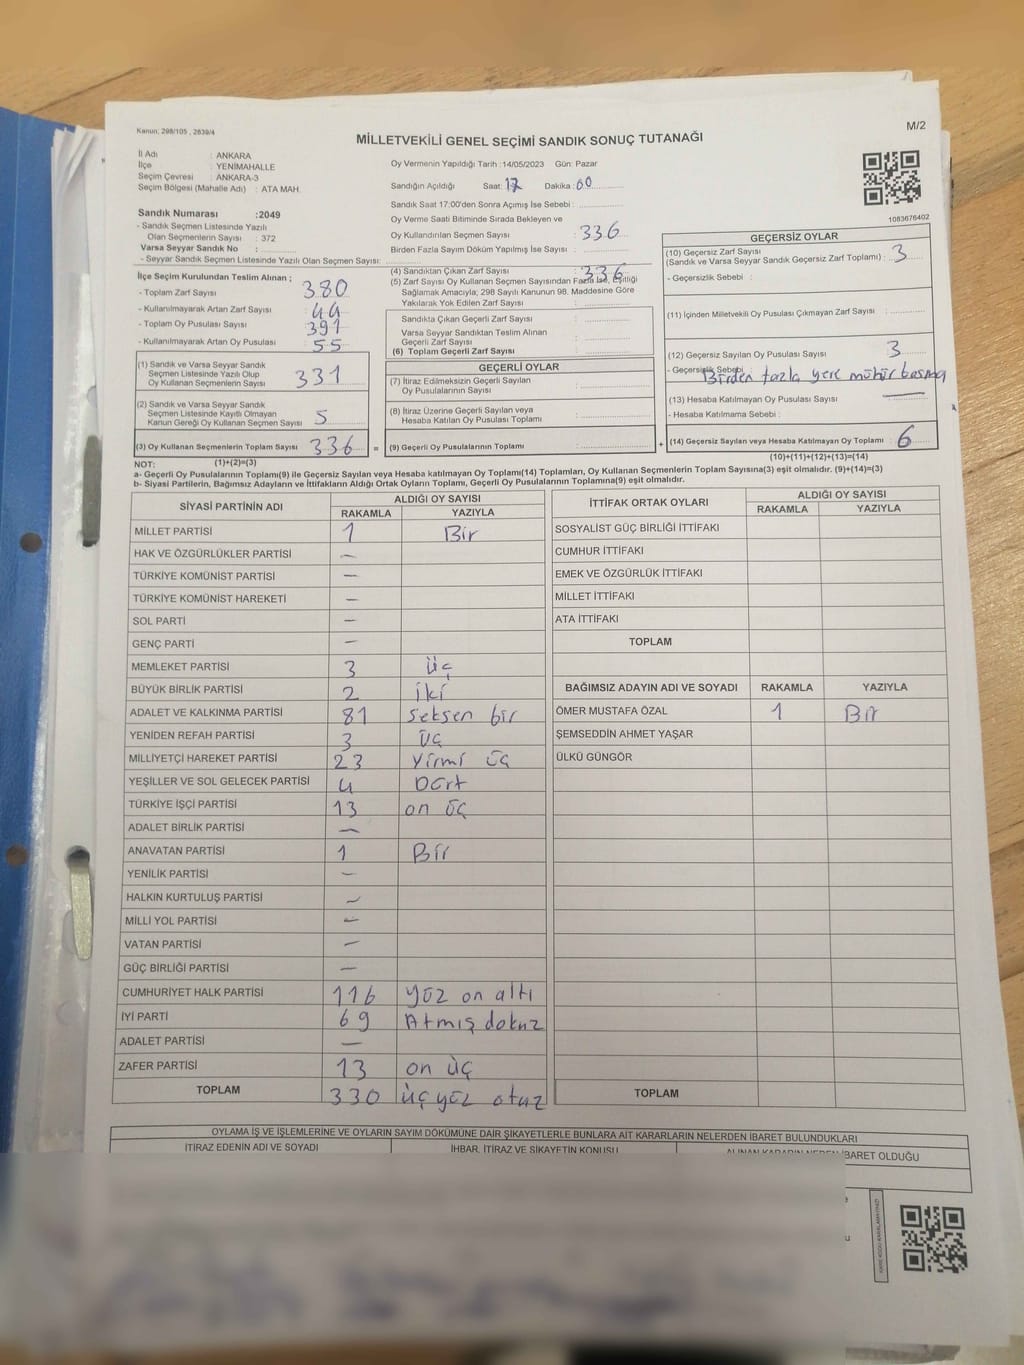 Kanun: 298/105 , 2839/4
M/2
MİLLETVEKİLİ GENEL SEÇİMİ SANDIK SONUÇ TUTANAĞI
İl Adı : ANKARA
İlçe : YENİMAHALLE
Seçim Çevresi : ANKARA-3
Seçim Bölgesi (Mahalle Adı) : ATA MAH.
Sandık Numarası :2049
- Sandık Seçmen Listesinde Yazılı
Olan Seçmenlerin Sayısı : 372
Varsa Seyyar Sandık No :
- Seyyar Sandık Seçmen Listesinde Yazılı Olan Seçmen Sayısı:
Oy Vermenin Yapıldığı Tarih :14/05/2023 Gün: Pazar
Sandığın Açıldığı Saat: 17 Dakika: 00
Sandık Saat 17:00'den Sonra Açımış İse Sebebi :
Oy Verme Saati Bitiminde Sırada Bekleyen ve
Oy Kullandırılan Seçmen Sayısı : 336
Birden Fazla Sayım Döküm Yapılmış İse Sayısı :
1083676402
İlçe Seçim Kurulundan Teslim Alınan ;
- Toplam Zarf Sayısı 380
- Kullanılmayarak Artan Zarf Sayısı : 44
- Toplam Oy Pusulası Sayısı : 391
- Kullanılmayarak Artan Oy Pusulası : 55
(1) Sandık ve Varsa Seyyar Sandık
Seçmen Listesinde Yazılı Olup
Oy Kullanan Seçmenlerin Sayısı : 331
(2) Sandık ve Varsa Seyyar Sandık
Seçmen Listesinde Kayıtlı Olmayan
Kanun Gereği Oy Kullanan Seçmen Sayısı : 5
(3) Oy Kullanan Seçmenlerin Toplam Sayısı : 336 =
(1)+(2)=(3)
(4) Sandıktan Çıkan Zarf Sayısı : 336
(5) Zarf Sayısı Oy Kullanan Seçmen Sayısından Fazla İse, Eşitliği
Sağlamak Amacıyla; 298 Sayılı Kanunun 98. Maddesine Göre
Yakılarak Yok Edilen Zarf Sayısı :
Sandıkta Çıkan Geçerli Zarf Sayısı :
Varsa Seyyar Sandıktan Teslim Alınan
Geçerli Zarf Sayısı :
(6) Toplam Geçerli Zarf Sayısı :
GEÇERLİ OYLAR
(7) İtiraz Edilmeksizin Geçerli Sayılan
Oy Pusulalarının Sayısı :
(8) İtiraz Üzerine Geçerli Sayılan veya
Hesaba Katılan Oy Pusulası Toplamı :
(9) Geçerli Oy Pusulalarının Toplamı : +
GEÇERSİZ OYLAR
(10) Geçersiz Zarf Sayısı
(Sandık ve Varsa Seyyar Sandık Geçersiz Zarf Toplamı) : 3
- Geçersizlik Sebebi :
(11) İçinden Milletvekili Oy Pusulası Çıkmayan Zarf Sayısı :
(12) Geçersiz Sayılan Oy Pusulası Sayısı : 3
- Geçersizlik Sebebi : Birden fazla yere mühür basma
(13) Hesaba Katılmayan Oy Pusulası Sayısı :
- Hesaba Katılmama Sebebi :
(14) Geçersiz Sayılan veya Hesaba Katılmayan Oy Toplamı : 6
(10)+(11)+(12)+(13)=(14)
NOT:
a- Geçerli Oy Pusulalarının Toplamı(9) ile Geçersiz Sayılan veya Hesaba katılmayan Oy Toplamı(14) Toplamları, Oy Kullanan Seçmenlerin Toplam Sayısına(3) eşit olmalıdır. (9)+(14)=(3)
b- Siyasi Partilerin, Bağımsız Adayların ve İttifakların Aldığı Ortak Oyların Toplamı, Geçerli Oy Pusulalarının Toplamına(9) eşit olmalıdır.
SİYASİ PARTİNİN ADI ALDIĞI OY SAYISI
RAKAMLA YAZIYLA
MİLLET PARTİSİ 1 Bir
HAK VE ÖZGÜRLÜKLER PARTİSİ —
TÜRKİYE KOMÜNİST PARTİSİ —
TÜRKİYE KOMÜNİST HAREKETİ —
SOL PARTİ —
GENÇ PARTİ —
MEMLEKET PARTİSİ 3 Üç
BÜYÜK BİRLİK PARTİSİ 2 iki
ADALET VE KALKINMA PARTİSİ 81 seksen bir
YENİDEN REFAH PARTİSİ 3 üç
MİLLİYETÇİ HAREKET PARTİSİ 23 Yirmi üç
YEŞİLLER VE SOL GELECEK PARTİSİ 4 Dört
TÜRKİYE İŞÇİ PARTİSİ 13 on üç
ADALET BİRLİK PARTİSİ —
ANAVATAN PARTİSİ 1 Bir
YENİLİK PARTİSİ —
HALKIN KURTULUŞ PARTİSİ —
MİLLİ YOL PARTİSİ —
VATAN PARTİSİ —
GÜÇ BİRLİĞİ PARTİSİ —
CUMHURİYET HALK PARTİSİ 116 yüz on altı
İYİ PARTİ 69 Atmış dokuz
ADALET PARTİSİ —
ZAFER PARTİSİ 13 on üç
TOPLAM 330 üç yüz otuz
İTTİFAK ORTAK OYLARI ALDIĞI OY SAYISI
RAKAMLA YAZIYLA
SOSYALİST GÜÇ BİRLİĞİ İTTİFAKI
CUMHUR İTTİFAKI
EMEK VE ÖZGÜRLÜK İTTİFAKI
MİLLET İTTİFAKI
ATA İTTİFAKI
TOPLAM
BAĞIMSIZ ADAYIN ADI VE SOYADI RAKAMLA YAZIYLA
ÖMER MUSTAFA ÖZAL 1 Bir
ŞEMSEDDİN AHMET YAŞAR
ÜLKÜ GÜNGÖR
TOPLAM
OYLAMA İŞ VE İŞLEMLERİNE VE OYLARIN SAYIM DÖKÜMÜNE DAİR ŞİKAYETLERLE BUNLARA AİT KARARLARIN NELERDEN İBARET BULUNDUKLARI
İTİRAZ EDENİN ADI VE SOYADI İHBAR, İTİRAZ VE ŞİKAYETİN KONUSU ALINAN KARARIN NEDEN İBARET OLDUĞU